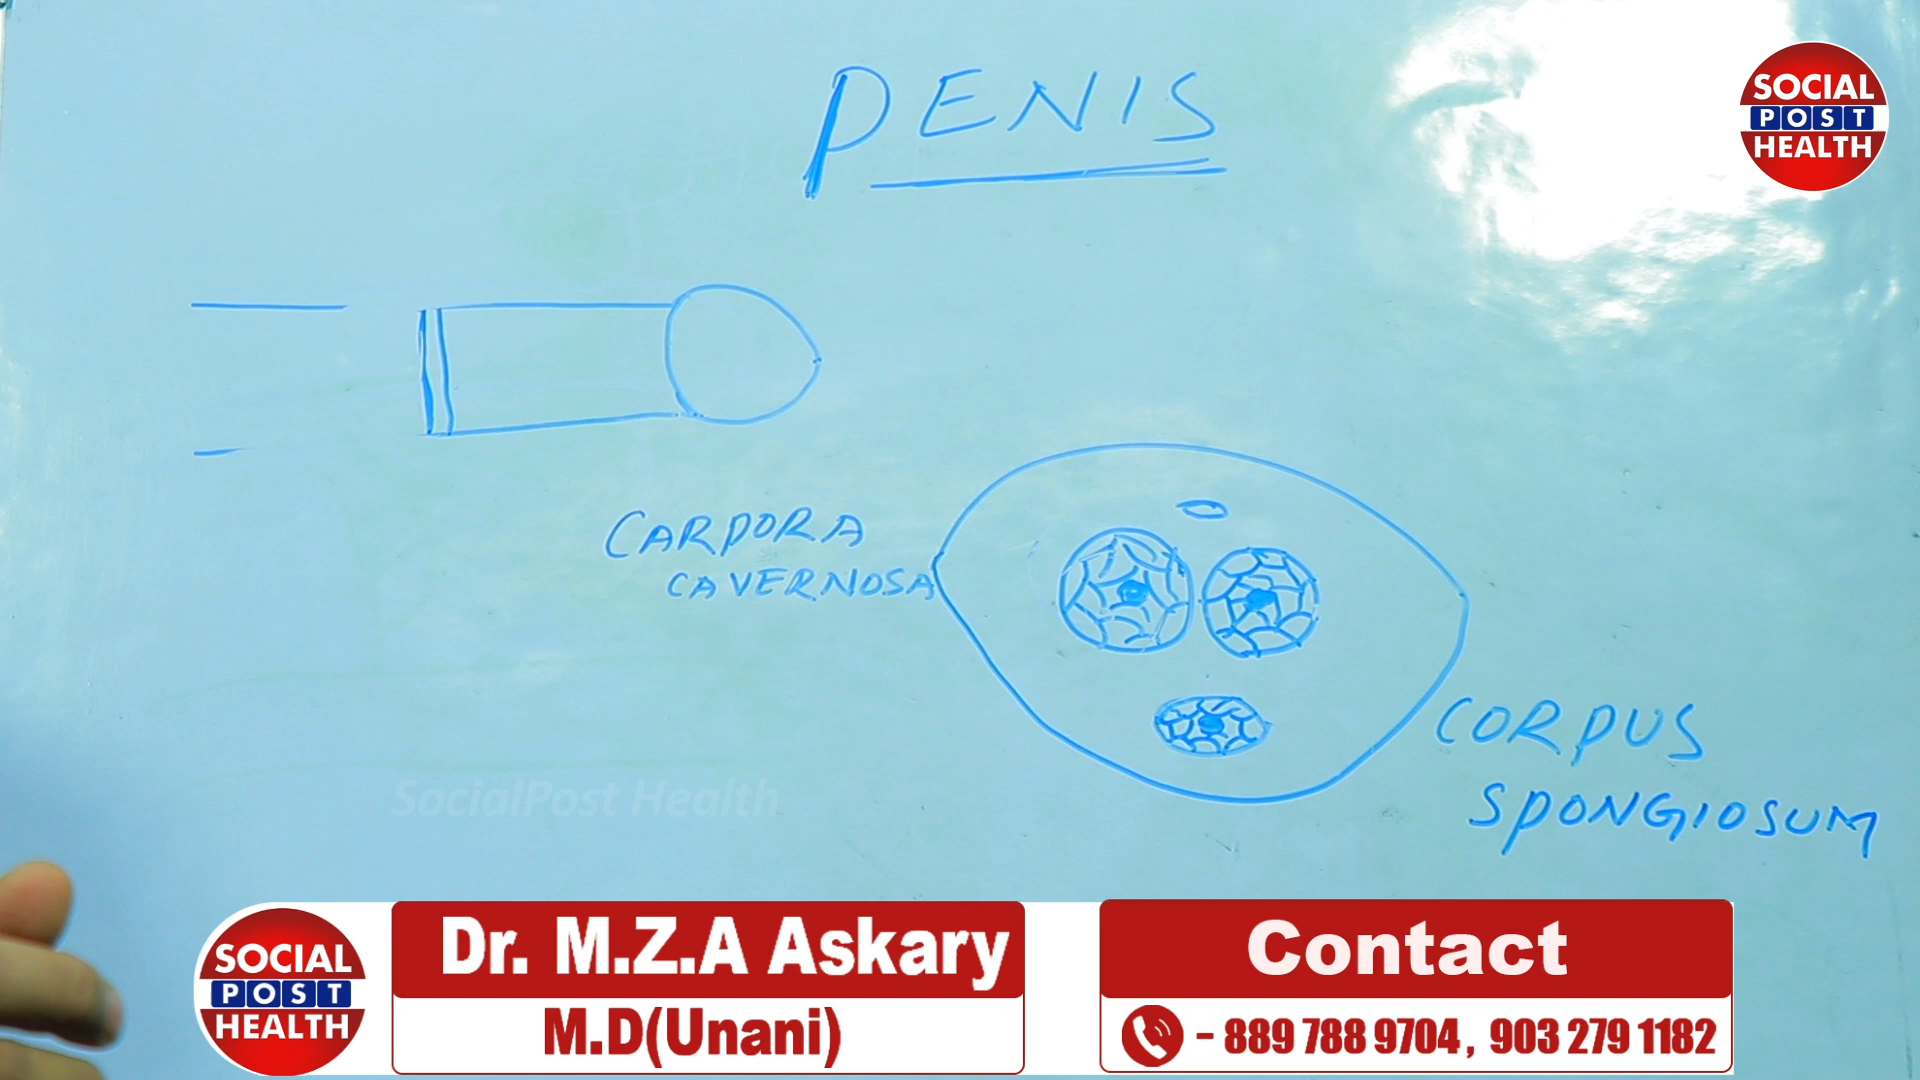 PENIS
SOCIAL
POST
HEALTH
CARPORA
CAVERNOSA
CORPUS
SPONGIOSUM
SocialPost Health
SOCIAL
POST
HEALTH
Dr. M.Z.A Askary
M.D(Unani)
Contact
- 889 788 9704, 903 279 1182